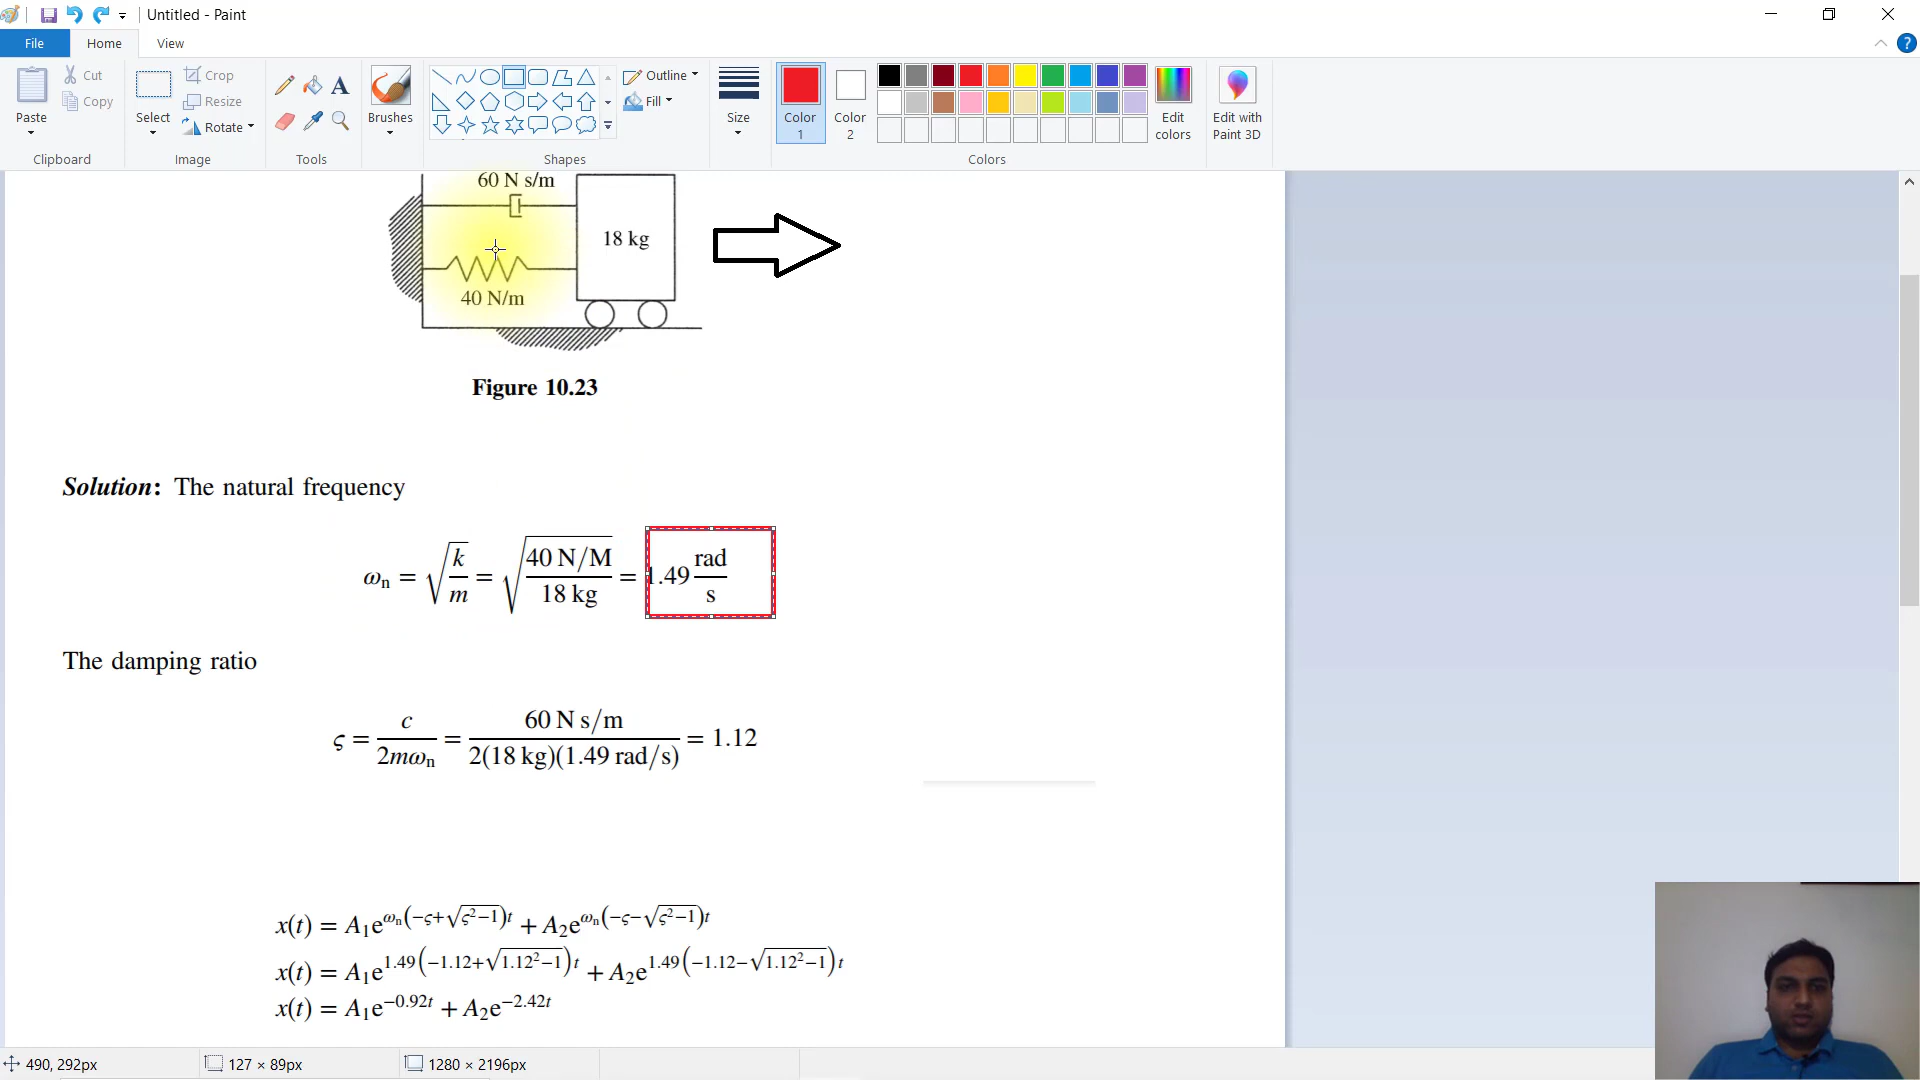 Untitled - Paint
File Home View
Paste
Cut
Copy
Clipboard
Select
Crop
Resize
Rotate
Image
Tools
Brushes
Shapes
Outline
Fill
Size
Color 1
Color 2
Colors
Edit colors
Edit with Paint 3D
60 N s/m
18 kg
40 N/m
Figure 10.23
Solution: The natural frequency
ωn = √(k/m) = √(40 N/M / 18 kg) = 1.49 rad/s
The damping ratio
ς = c/(2mωn) = 60 N s/m / (2(18 kg)(1.49 rad/s)) = 1.12
x(t) = A₁e^(ωn(−ς+√(ς²−1))t) + A₂e^(ωn(−ς−√(ς²−1))t)
x(t) = A₁e^(1.49(−1.12+√(1.12²−1))t) + A₂e^(1.49(−1.12−√(1.12²−1))t)
x(t) = A₁e^(−0.92t) + A₂e^(−2.42t)
490, 292px
127 × 89px
1280 × 2196px